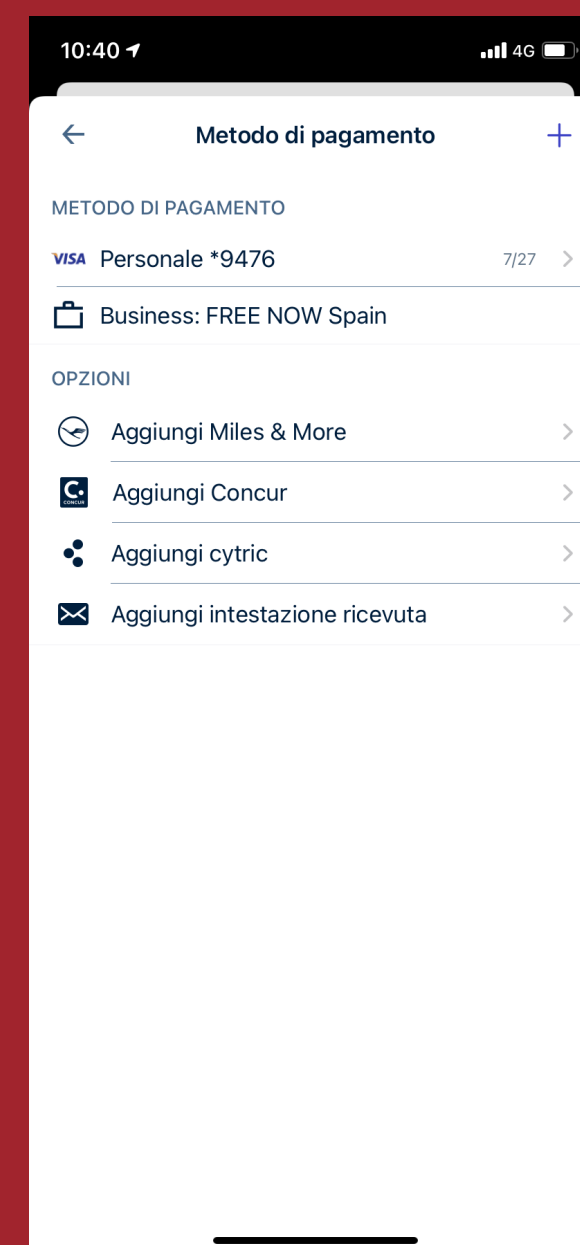 10:40
4G
Metodo di pagamento
METODO DI PAGAMENTO
VISA Personale *9476 7/27
Business: FREE NOW Spain
OPZIONI
Aggiungi Miles & More
C. CONCUR Aggiungi Concur
Aggiungi cytric
Aggiungi intestazione ricevuta